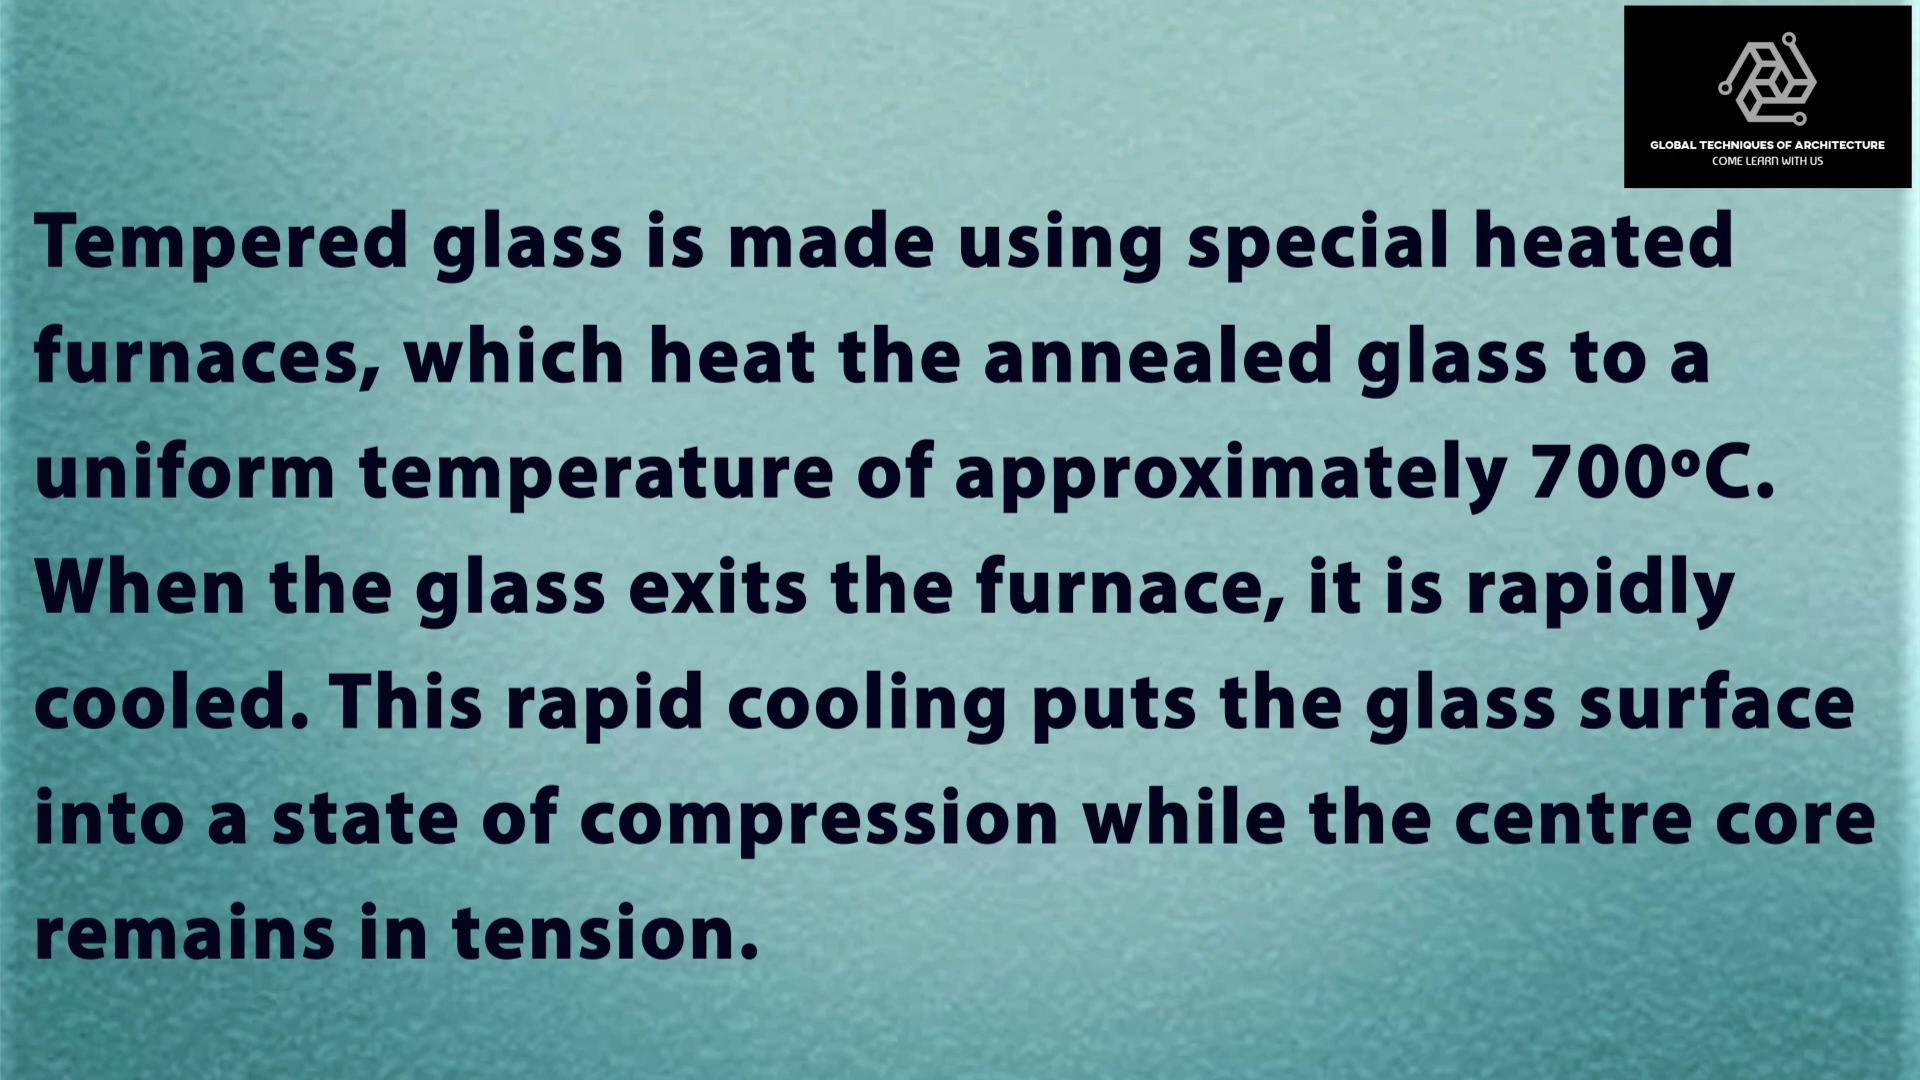 GLOBAL TECHNIQUES OF ARCHITECTURE
COME LEARN WITH US
Tempered glass is made using special heated
furnaces, which heat the annealed glass to a
uniform temperature of approximately 700ºC.
When the glass exits the furnace, it is rapidly
cooled. This rapid cooling puts the glass surface
into a state of compression while the centre core
remains in tension.